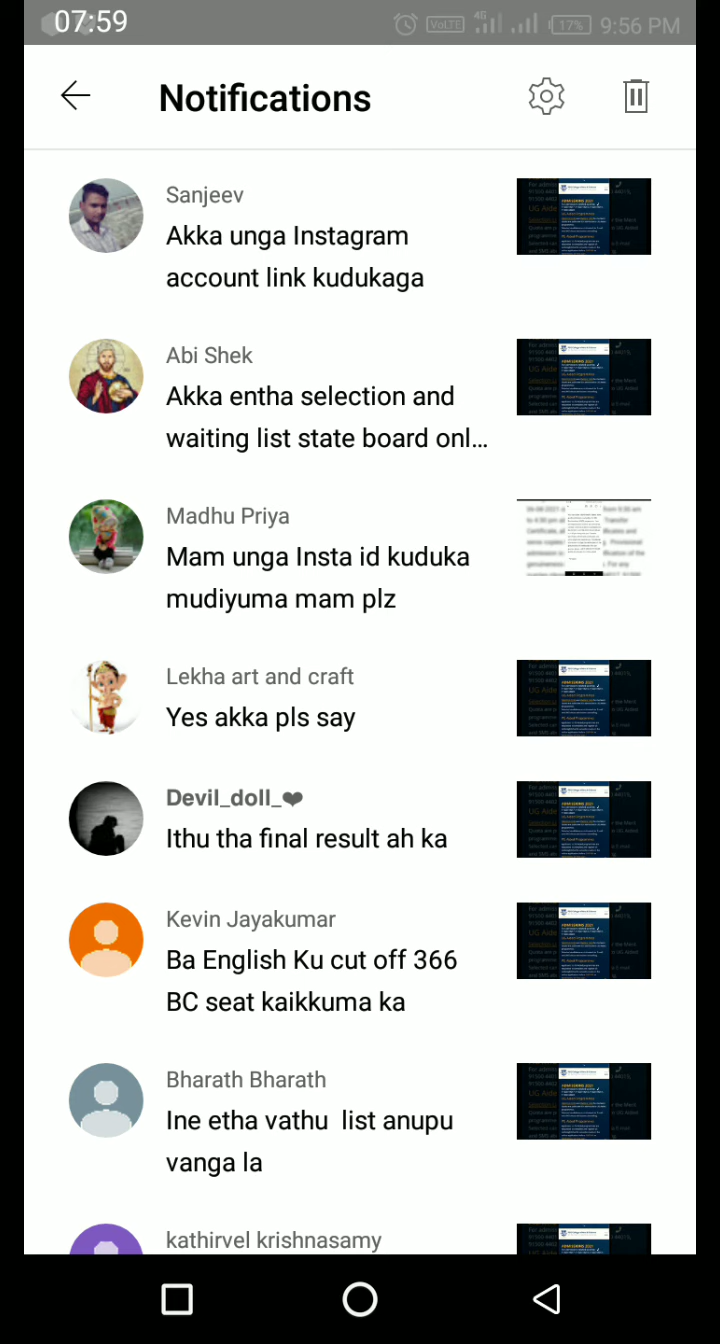 07:59
VoLTE 4G 17% 9:56 PM
Notifications
Sanjeev
Akka unga Instagram
account link kudukaga
Abi Shek
Akka entha selection and
waiting list state board onl...
Madhu Priya
Mam unga Insta id kuduka
mudiyuma mam plz
Lekha art and craft
Yes akka pls say
Devil_doll_❤
Ithu tha final result ah ka
Kevin Jayakumar
Ba English Ku cut off 366
BC seat kaikkuma ka
Bharath Bharath
Ine etha vathu  list anupu
vanga la
kathirvel krishnasamy